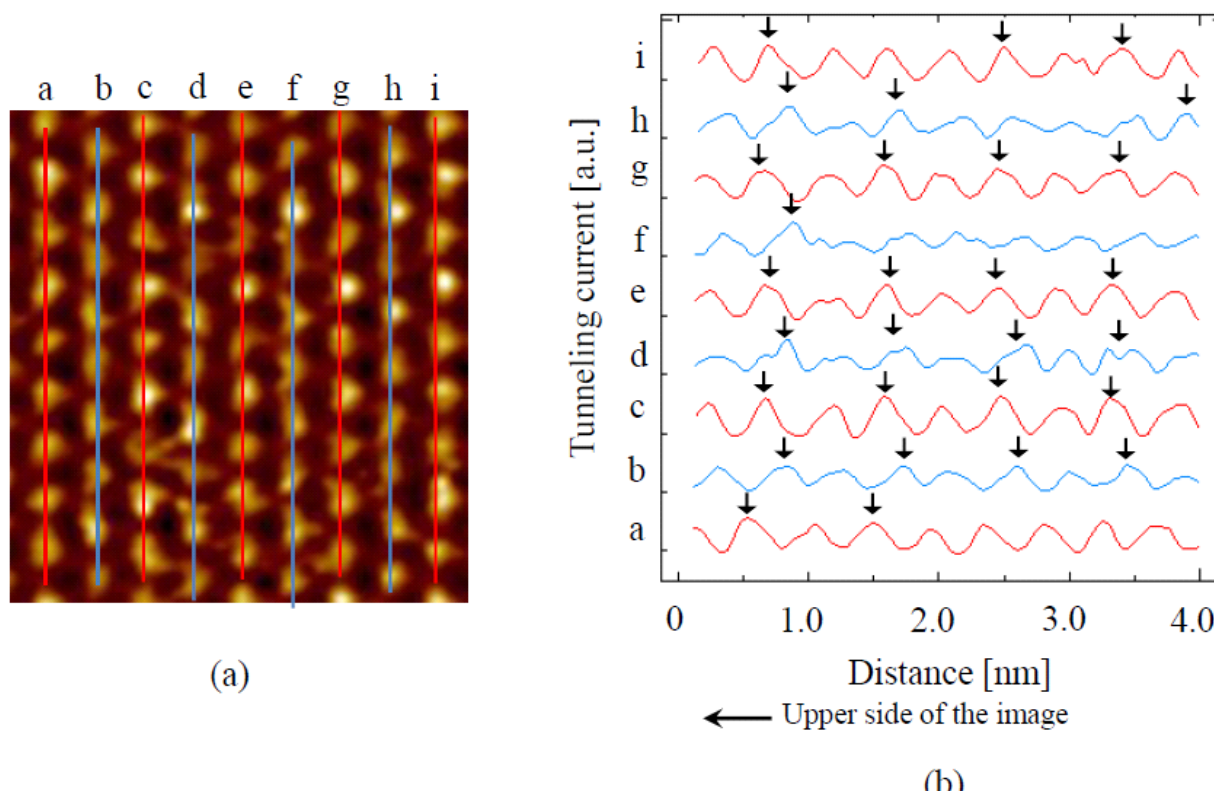 a b c d e f g h i
(a)
Tunneling current [a.u.]
i
h
g
f
e
d
c
b
a
0 1.0 2.0 3.0 4.0
Distance [nm]
Upper side of the image
(b)